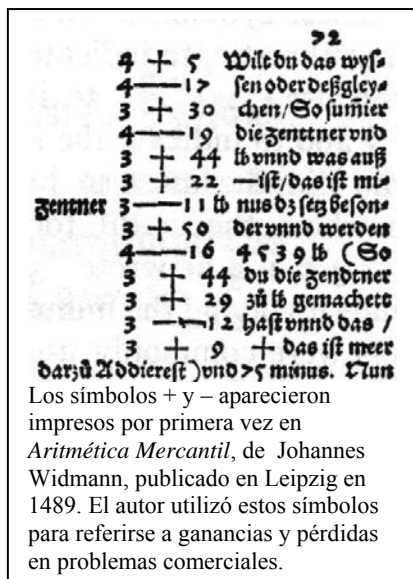 72
4 + 5 Wilt du das wyſ⸗
4 — 17 ſen oder deßgley⸗
3 + 30 chen/ So ſumier
4 — 19 die zenttner vnd
3 + 44 lb vnnd was auß
3 + 22 — iſt/ das iſt mi⸗
zentner 3 — 11 lb nus dz ſetz beſon⸗
3 + 50 der vnnd werden
4 — 16 4539 lb (So
3 + 44 du die zendtner
3 + 29 zů lb gemachett
3 — 12 haſt vnnd das /
3 + 9 + das iſt meer
darzů Addiereſt) vnd 75 minus. Nun
Los símbolos + y – aparecieron
impresos por primera vez en
Aritmética Mercantil, de Johannes
Widmann, publicado en Leipzig en
1489. El autor utilizó estos símbolos
para referirse a ganancias y pérdidas
en problemas comerciales.